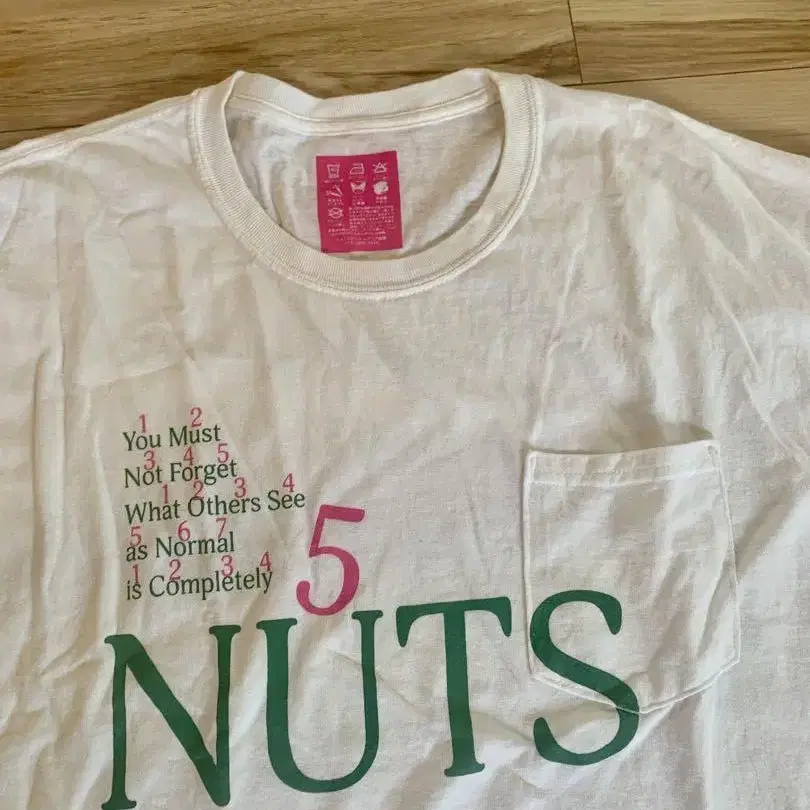 1 2
You Must
3 4 5
Not Forget
1 2 3 4
What Others See
5 6 7
as Normal
1 2 3 4
is Completely
5
NUTS